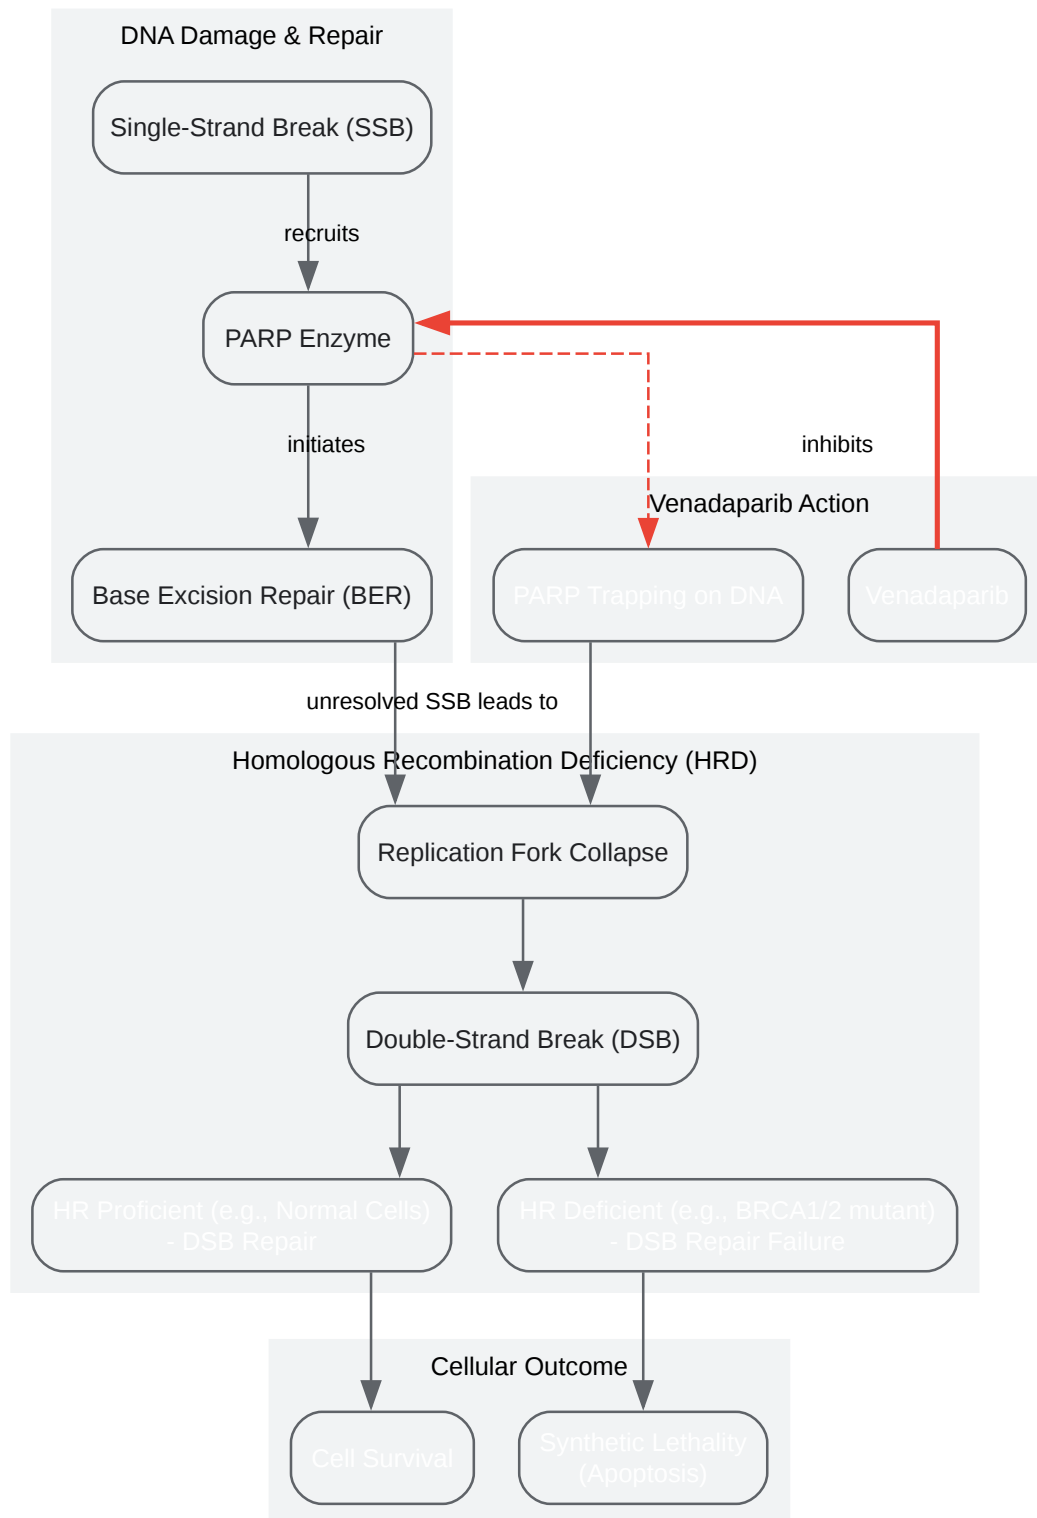 DNA Damage & Repair
Single-Strand Break (SSB)
recruits
PARP Enzyme
initiates
inhibits
Venadaparib Action
Base Excision Repair (BER)
PARP Trapping on DNA
Venadaparib
unresolved SSB leads to
Homologous Recombination Deficiency (HRD)
Replication Fork Collapse
Double-Strand Break (DSB)
HR Proficient (e.g., Normal Cells)
- DSB Repair
HR Deficient (e.g., BRCA1/2 mutant)
- DSB Repair Failure
Cellular Outcome
Cell Survival
Synthetic Lethality
(Apoptosis)